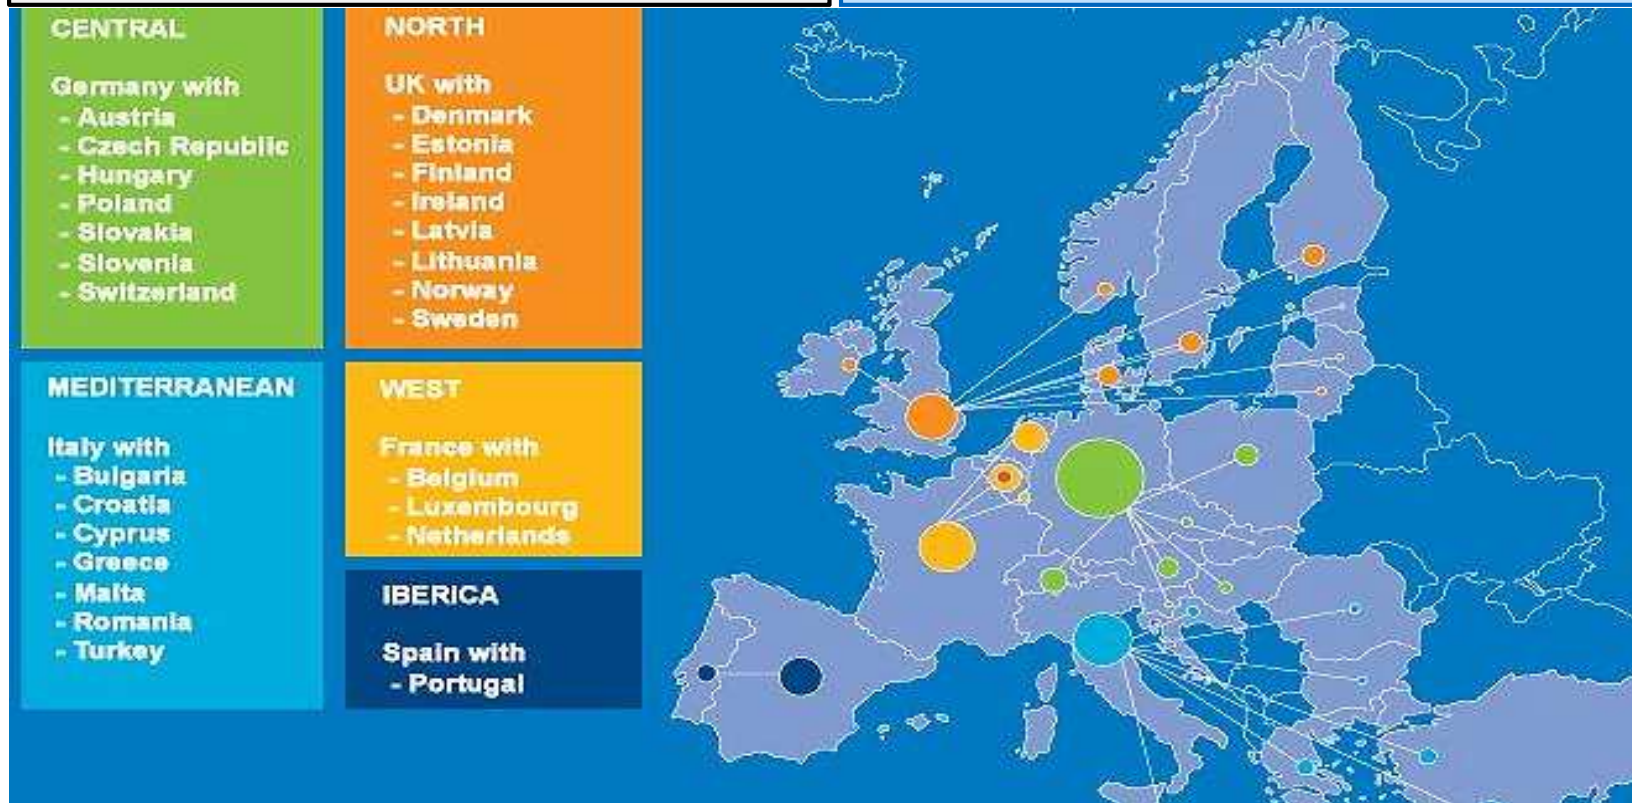 CENTRAL
Germany with
- Austria
- Czech Republic
- Hungary
- Poland
- Slovakia
- Slovenia
- Switzerland
NORTH
UK with
- Denmark
- Estonia
- Finland
- Ireland
- Latvia
- Lithuania
- Norway
- Sweden
MEDITERRANEAN
Italy with
- Bulgaria
- Croatia
- Cyprus
- Greece
- Malta
- Romania
- Turkey
WEST
France with
- Belgium
- Luxembourg
- Netherlands
IBERICA
Spain with
- Portugal